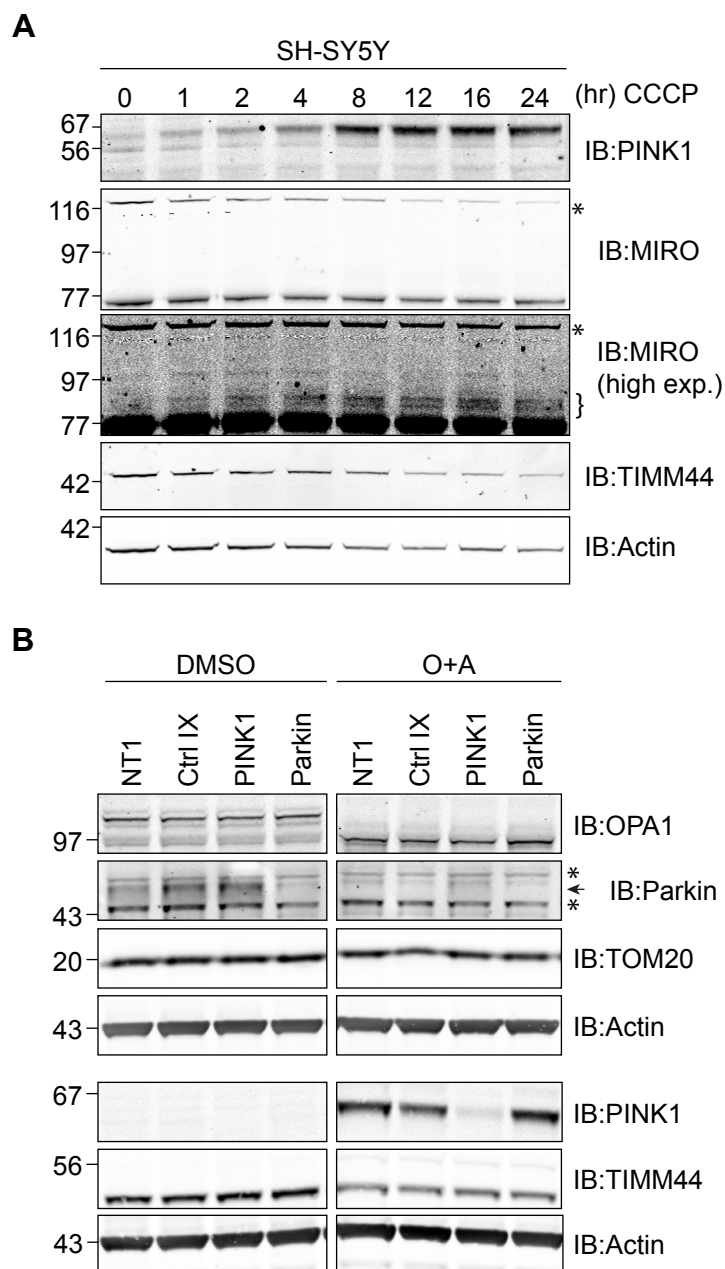 A
SH-SY5Y
0 1 2 4 8 12 16 24 (hr) CCCP
67
56
IB:PINK1
116
97
77
*
IB:MIRO
116
97
77
*
IB:MIRO
(high exp.)
}
42
IB:TIMM44
42
IB:Actin
B
DMSO O+A
NT1 Ctrl IX PINK1 Parkin NT1 Ctrl IX PINK1 Parkin
97
IB:OPA1
43
*
IB:Parkin
*
20
IB:TOM20
43
IB:Actin
67
IB:PINK1
56
IB:TIMM44
43
IB:Actin